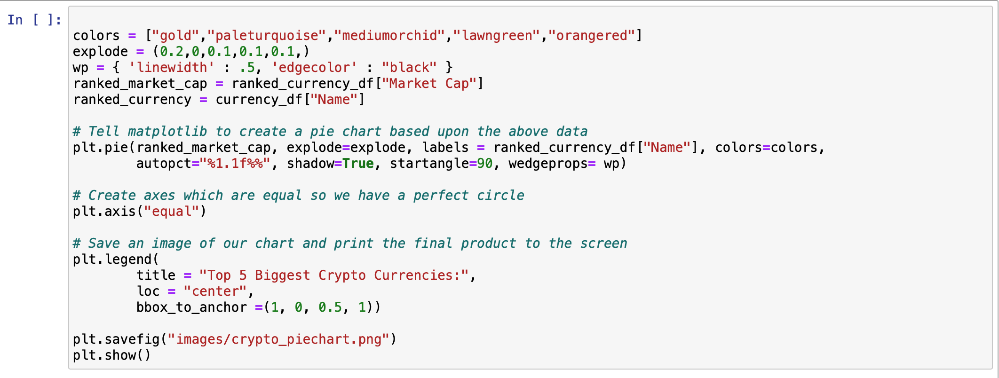 In [ ]:
colors = ["gold","paleturquoise","mediumorchid","lawngreen","orangered"]
explode = (0.2,0,0.1,0.1,0.1,)
wp = { 'linewidth' : .5, 'edgecolor' : "black" }
ranked_market_cap = ranked_currency_df["Market Cap"]
ranked_currency = currency_df["Name"]

# Tell matplotlib to create a pie chart based upon the above data
plt.pie(ranked_market_cap, explode=explode, labels = ranked_currency_df["Name"], colors=colors,
        autopct="%1.1f%%", shadow=True, startangle=90, wedgeprops= wp)

# Create axes which are equal so we have a perfect circle
plt.axis("equal")

# Save an image of our chart and print the final product to the screen
plt.legend(
        title = "Top 5 Biggest Crypto Currencies:",
        loc = "center",
        bbox_to_anchor =(1, 0, 0.5, 1))

plt.savefig("images/crypto_piechart.png")
plt.show()